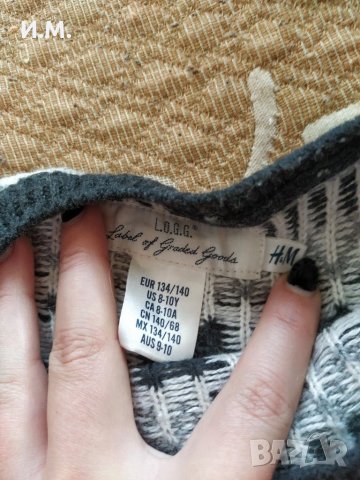 И.М.
L.O.G.G.®
Label of Graded Goods
H&M
EUR 134/140
US 8-10Y
CA 8-10A
CN 140/68
MX 134/140
AUS 9-10
BAZAR